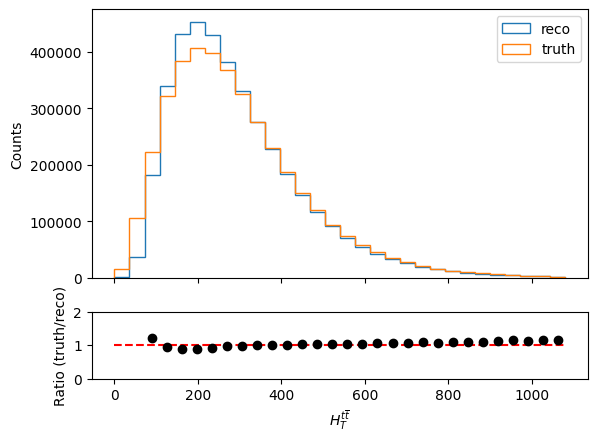 reco
truth
400000
300000
200000
100000
0
Counts
2
1
0
Ratio (truth/reco)
0 200 400 600 800 1000
$H_T^{t\bar{t}}$